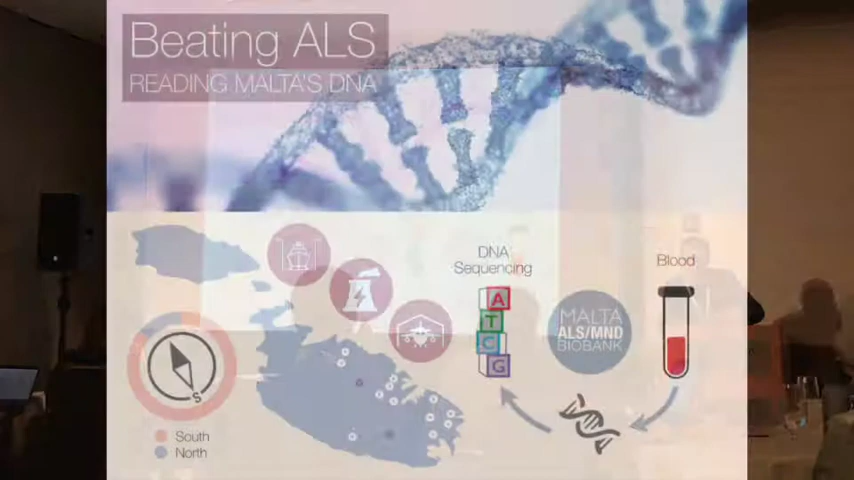 Beating ALS
READING MALTA'S DNA
DNA
Sequencing
Blood
A
T
C
G
MALTA
ALS/MND
BIOBANK
S
South
North